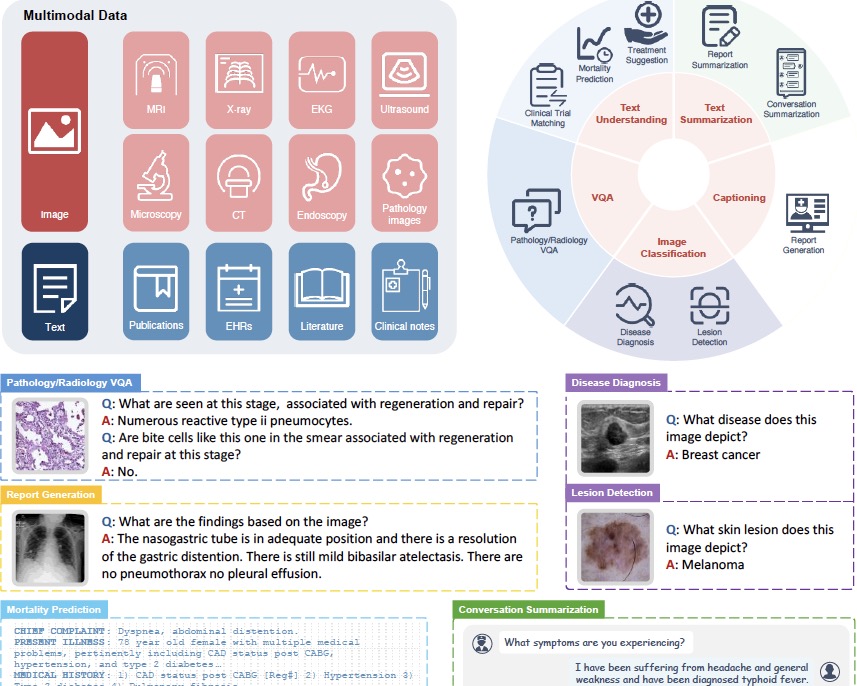 Multimodal Data
Image
MRI
X-ray
EKG
Ultrasound
Microscopy
CT
Endoscopy
Pathology
images
Text
Publications
EHRs
Literature
Clinical notes
Treatment
Suggestion
Mortality
Prediction
Clinical Trial
Matching
Report
Summarization
Conversation
Summarization
Text
Understanding
Text
Summarization
VQA
Captioning
Image
Classification
Pathology/Radiology
VQA
Report
Generation
Disease
Diagnosis
Lesion
Detection
Pathology/Radiology VQA
Q: What are seen at this stage, associated with regeneration and repair?
A: Numerous reactive type ii pneumocytes.
Q: Are bite cells like this one in the smear associated with regeneration
and repair at this stage?
A: No.
Disease Diagnosis
Q: What disease does this
image depict?
A: Breast cancer
Report Generation
Q: What are the findings based on the image?
A: The nasogastric tube is in adequate position and there is a resolution
of the gastric distention. There is still mild bibasilar atelectasis. There are
no pneumothorax no pleural effusion.
Lesion Detection
Q: What skin lesion does this
image depict?
A: Melanoma
Mortality Prediction
CHIEF COMPLAINT: Dyspnea, abdominal distention.
PRESENT ILLNESS: 78 year old female with multiple medical
problems, pertinently including CAD status post CABG,
hypertension, and type 2 diabetes…
MEDICAL HISTORY: 1) CAD status post CABG [Reg#] 2) Hypertension 3)
Conversation Summarization
What symptoms are you experiencing?
I have been suffering from headache and general
weakness and have been diagnosed typhoid fever.